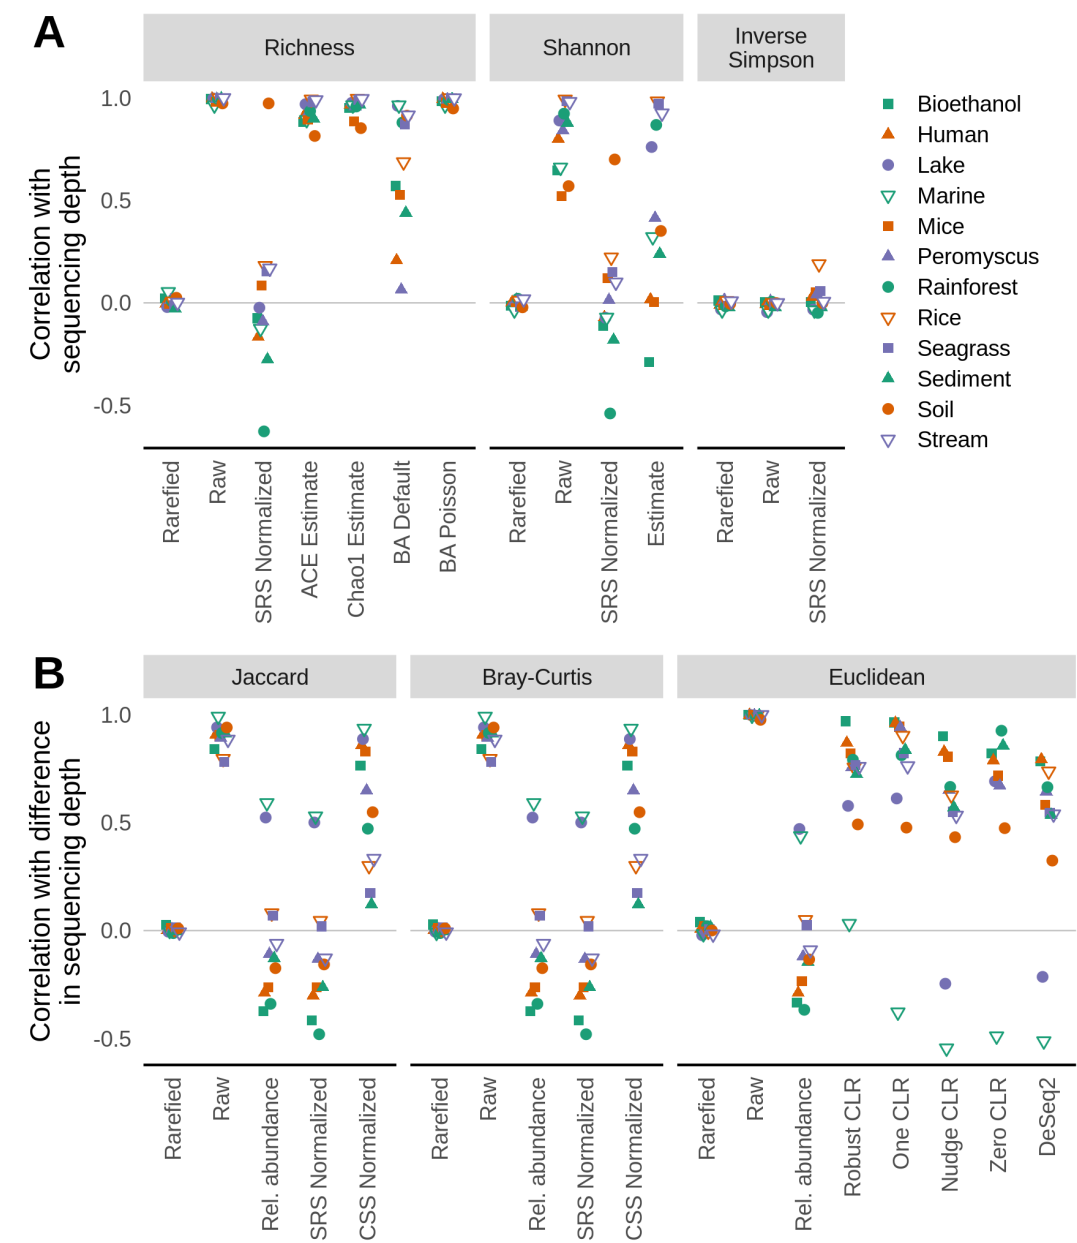 A
Richness
Shannon
Inverse
Simpson
Correlation with
sequencing depth
1.0
0.5
0.0
-0.5
Rarefied
Raw
SRS Normalized
ACE Estimate
Chao1 Estimate
BA Default
BA Poisson
Rarefied
Raw
SRS Normalized
Estimate
Rarefied
Raw
SRS Normalized
Bioethanol
Human
Lake
Marine
Mice
Peromyscus
Rainforest
Rice
Seagrass
Sediment
Soil
Stream
B
Jaccard
Bray-Curtis
Euclidean
Correlation with difference
in sequencing depth
1.0
0.5
0.0
-0.5
Rarefied
Raw
Rel. abundance
SRS Normalized
CSS Normalized
Rarefied
Raw
Rel. abundance
SRS Normalized
CSS Normalized
Rarefied
Raw
Rel. abundance
Robust CLR
One CLR
Nudge CLR
Zero CLR
DeSeq2